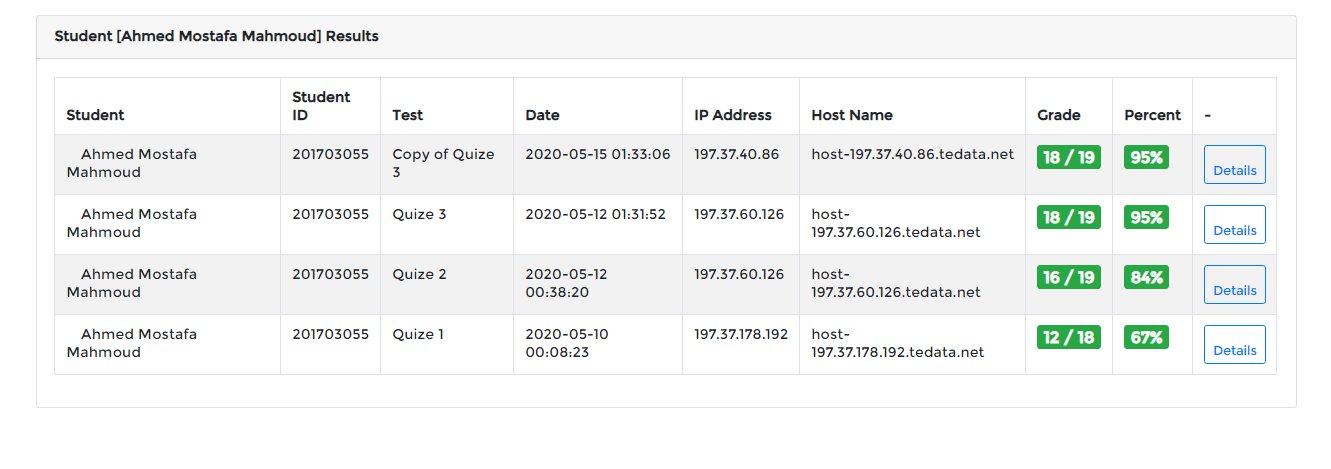 Student [Ahmed Mostafa Mahmoud] Results
Student Student ID Test Date IP Address Host Name Grade Percent -
Ahmed Mostafa Mahmoud 201703055 Copy of Quize 3 2020-05-15 01:33:06 197.37.40.86 host-197.37.40.86.tedata.net 18 / 19 95% Details
Ahmed Mostafa Mahmoud 201703055 Quize 3 2020-05-12 01:31:52 197.37.60.126 host-197.37.60.126.tedata.net 18 / 19 95% Details
Ahmed Mostafa Mahmoud 201703055 Quize 2 2020-05-12 00:38:20 197.37.60.126 host-197.37.60.126.tedata.net 16 / 19 84% Details
Ahmed Mostafa Mahmoud 201703055 Quize 1 2020-05-10 00:08:23 197.37.178.192 host-197.37.178.192.tedata.net 12 / 18 67% Details